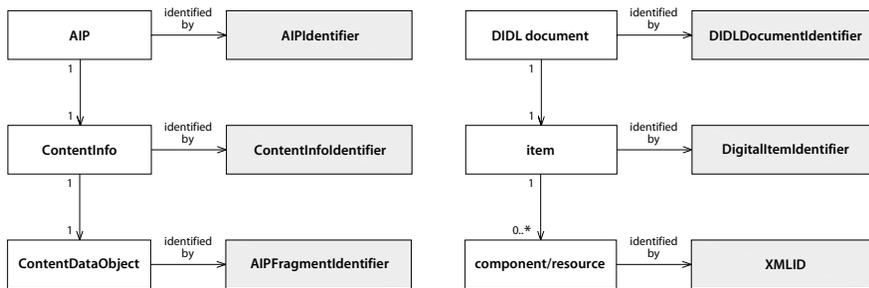 identified
by
AIP
AIPIdentifier
1
1
identified
by
ContentInfo
ContentInfoIdentifier
1
1
identified
by
ContentDataObject
AIPFragmentIdentifier
identified
by
DIDL document
DIDLDocumentIdentifier
1
1
identified
by
item
DigitalItemIdentifier
1
0..*
identified
by
component/resource
XMLID